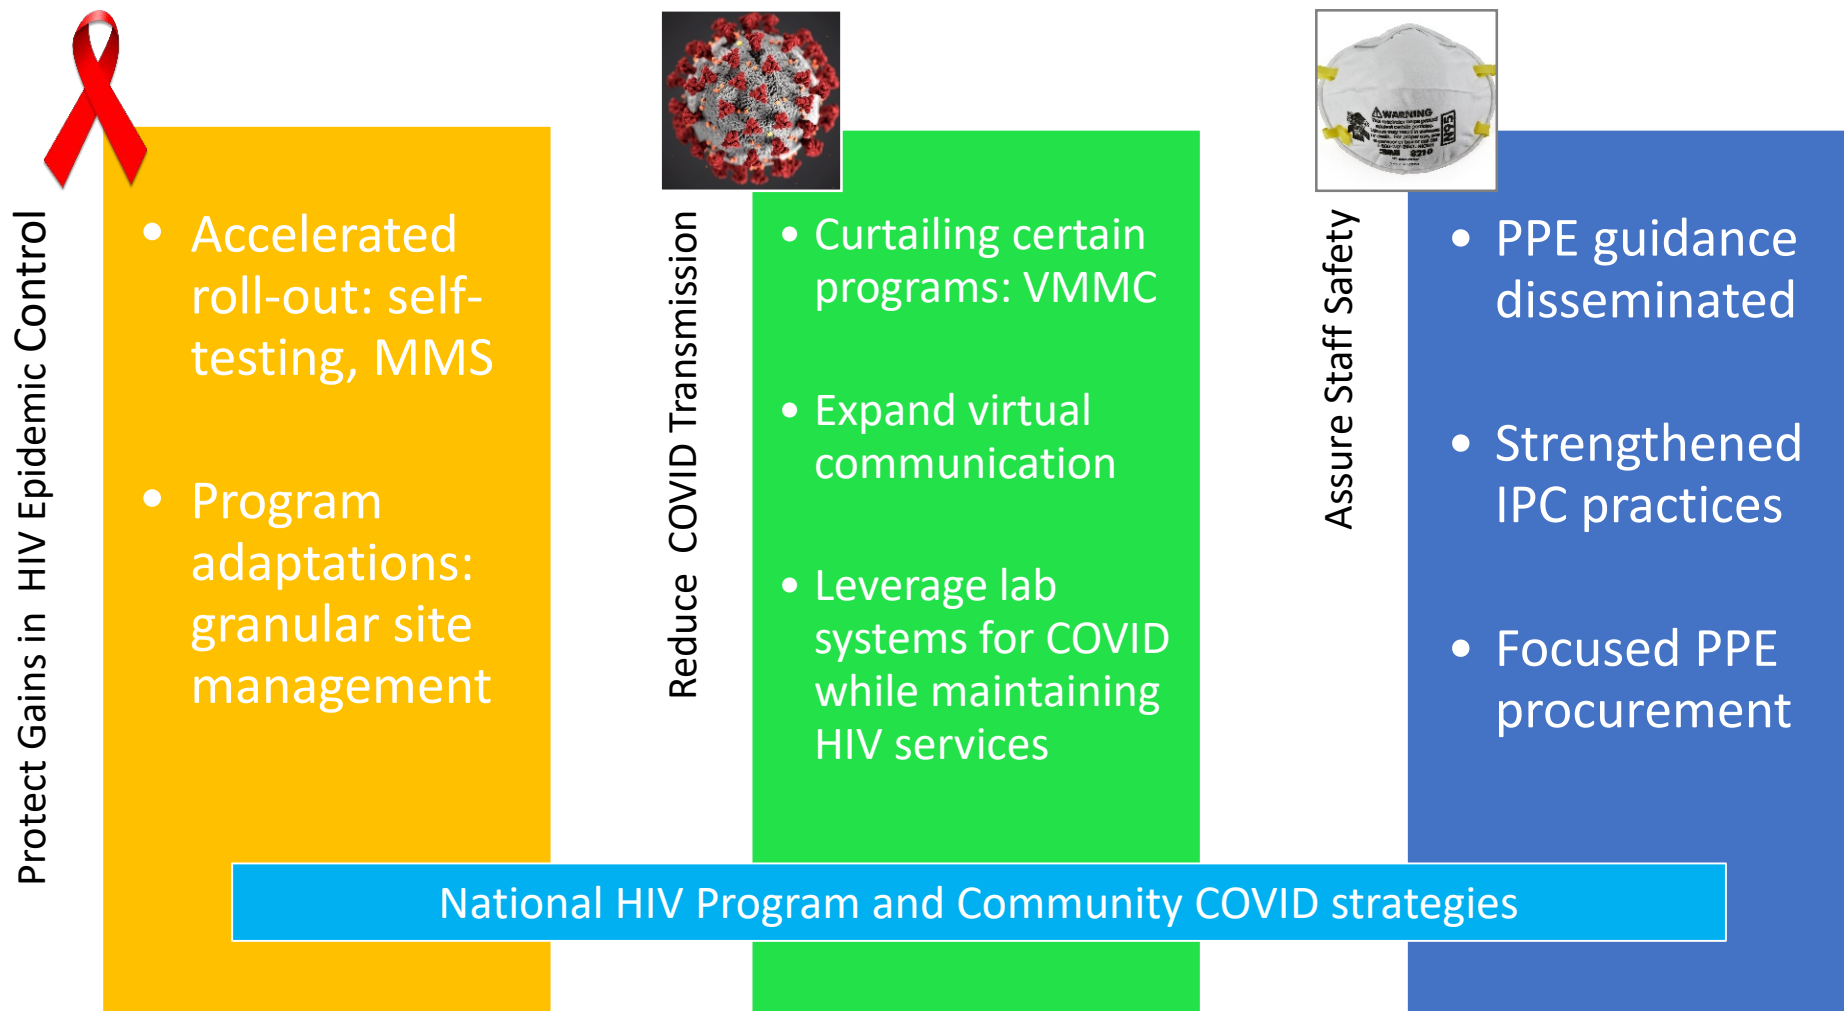 Protect Gains in HIV Epidemic Control
• Accelerated
roll-out: self-
testing, MMS
• Program
adaptations:
granular site
management
Reduce COVID Transmission
• Curtailing certain
programs: VMMC
• Expand virtual
communication
• Leverage lab
systems for COVID
while maintaining
HIV services
WARNING
N95
3M 8210
Assure Staff Safety
• PPE guidance
disseminated
• Strengthened
IPC practices
• Focused PPE
procurement
National HIV Program and Community COVID strategies